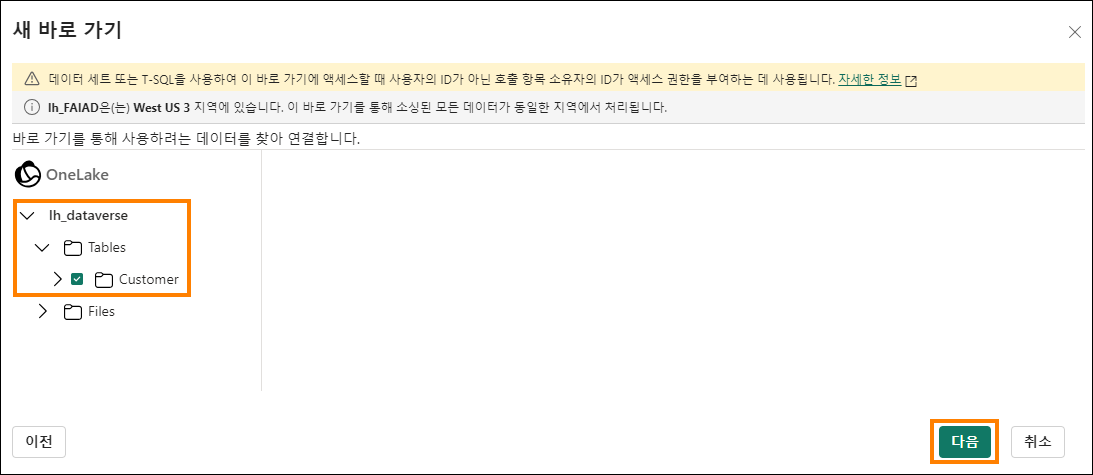 새 바로 가기
데이터 세트 또는 T-SQL을 사용하여 이 바로 가기에 액세스할 때 사용자의 ID가 아닌 호출 항목 소유자의 ID가 액세스 권한을 부여하는 데 사용됩니다. 자세한 정보
lh_FAIAD은(는) West US 3 지역에 있습니다. 이 바로 가기를 통해 소싱된 모든 데이터가 동일한 지역에서 처리됩니다.
바로 가기를 통해 사용하려는 데이터를 찾아 연결합니다.
OneLake
lh_dataverse
Tables
Customer
Files
이전 다음 취소